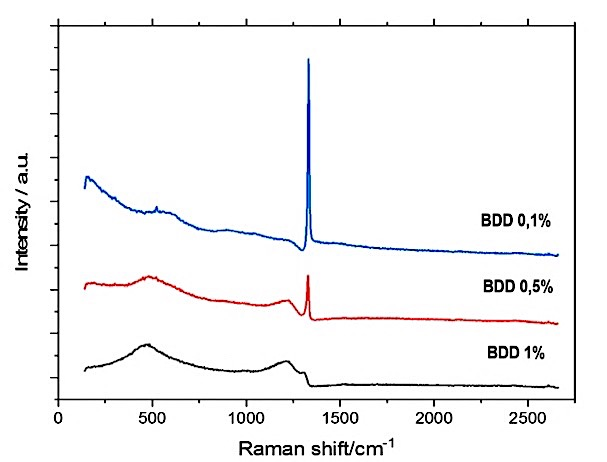 Intensity / a.u.
BDD 0,1%
BDD 0,5%
BDD 1%
0 500 1000 1500 2000 2500
Raman shift/cm⁻¹